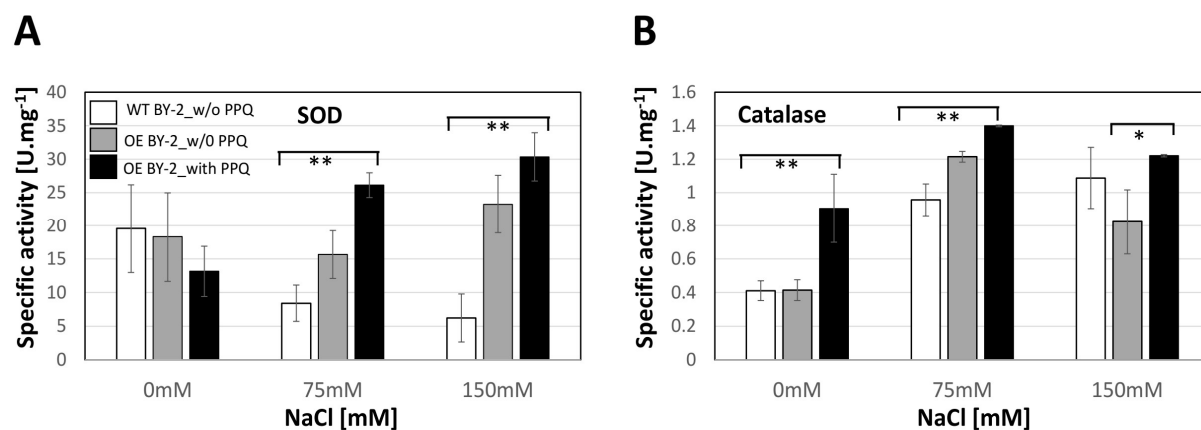 A
Specific activity [U.mg-1]
40
35
30
25
20
15
10
5
0
WT BY-2_w/o PPQ
OE BY-2_w/0 PPQ
OE BY-2_with PPQ
SOD
**
**
0mM
75mM
150mM
NaCl [mM]
B
Specific activity [U.mg-1]
1.6
1.4
1.2
1
0.8
0.6
0.4
0.2
0
Catalase
**
**
*
0mM
75mM
150mM
NaCl [mM]